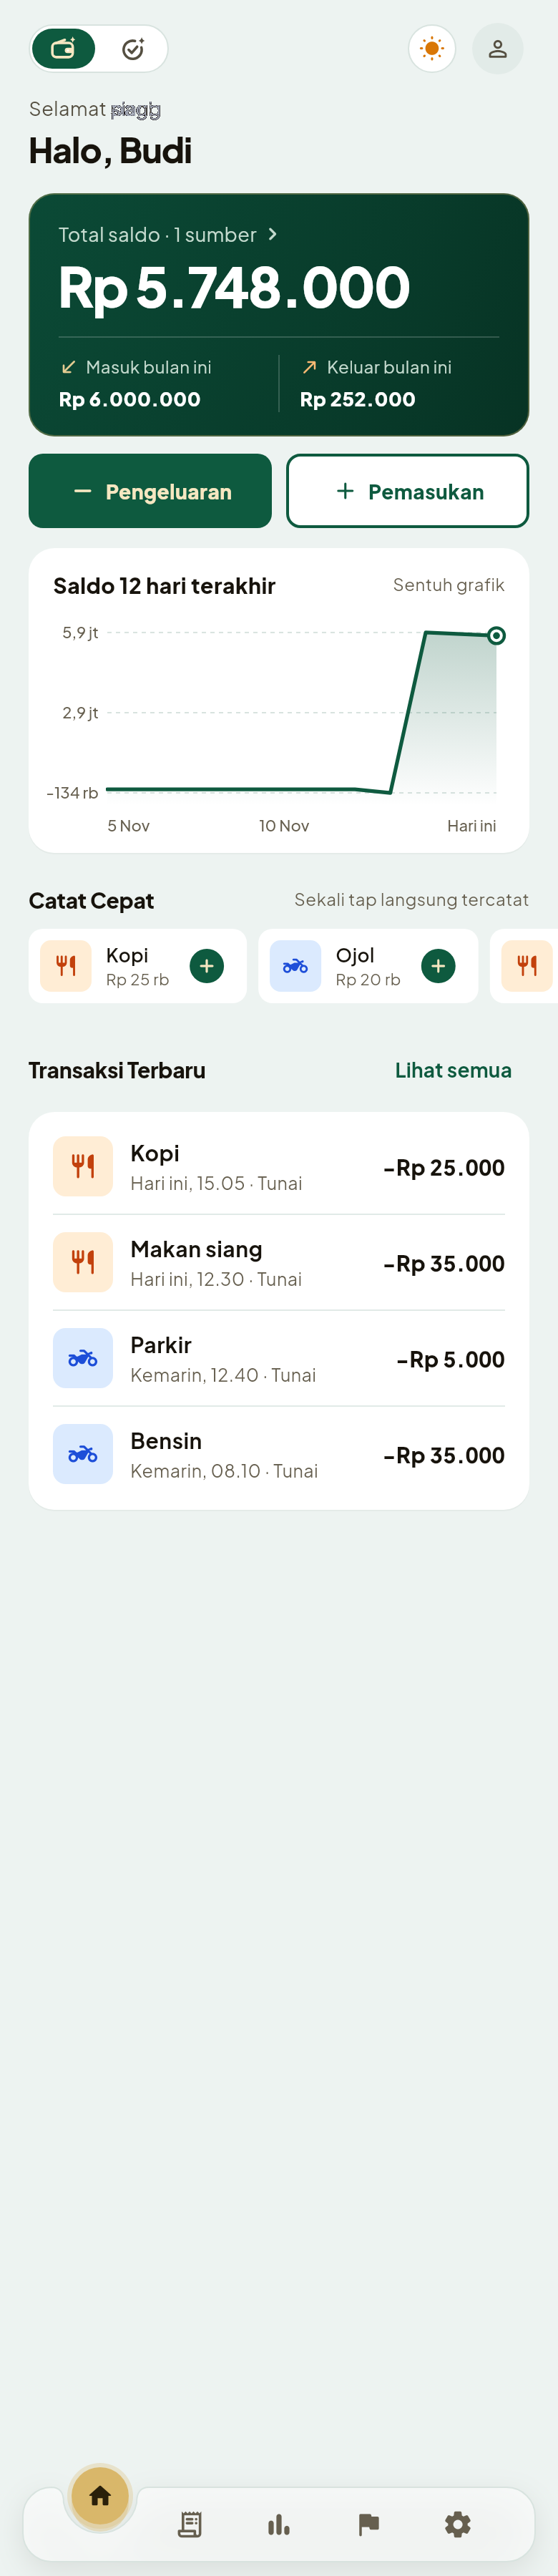 Selamat
Halo, Budi
Total saldo · 1 sumber
Rp 5.748.000
Masuk bulan ini
Rp 6.000.000
Keluar bulan ini
Rp 252.000
Pengeluaran
Pemasukan
Saldo 12 hari terakhir
Sentuh grafik
5,9 jt
2,9 jt
-134 rb
5 Nov
10 Nov
Hari ini
Catat Cepat
Sekali tap langsung tercatat
Kopi
Rp 25 rb
Ojol
Rp 20 rb
Transaksi Terbaru
Lihat semua
Kopi
Hari ini, 15.05 · Tunai
-Rp 25.000
Makan siang
Hari ini, 12.30 · Tunai
-Rp 35.000
Parkir
Kemarin, 12.40 · Tunai
-Rp 5.000
Bensin
Kemarin, 08.10 · Tunai
-Rp 35.000